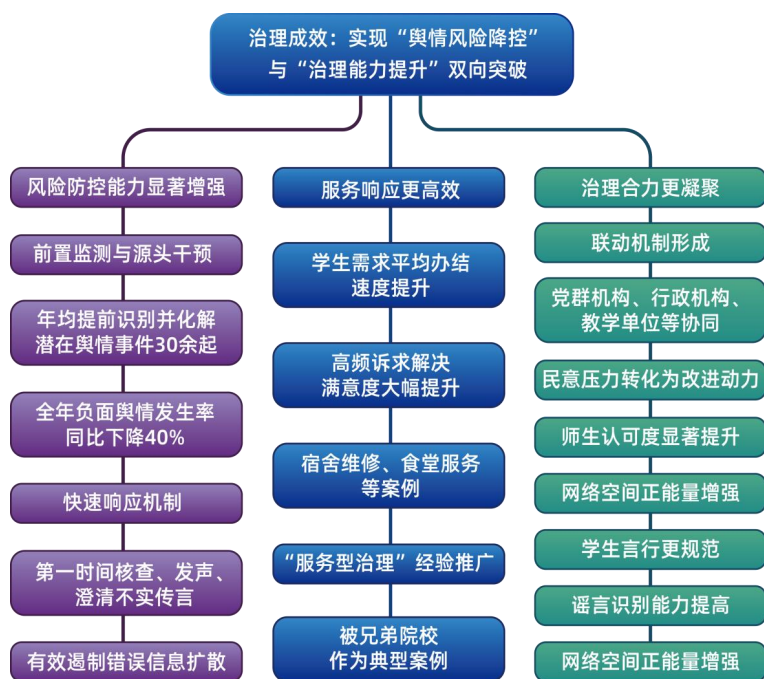 治理成效：实现“舆情风险降控”
与“治理能力提升”双向突破
风险防控能力显著增强
前置监测与源头干预
年均提前识别并化解
潜在舆情事件30余起
全年负面舆情发生率
同比下降40%
快速响应机制
第一时间核查、发声、
澄清不实传言
有效遏制错误信息扩散
服务响应更高效
学生需求平均办结
速度提升
高频诉求解决
满意度大幅提升
宿舍维修、食堂服务
等案例
“服务型治理”经验推广
被兄弟院校
作为典型案例
治理合力更凝聚
联动机制形成
党群机构、行政机构、
教学单位等协同
民意压力转化为改进动力
师生认可度显著提升
网络空间正能量增强
学生言行更规范
谣言识别能力提高
网络空间正能量增强